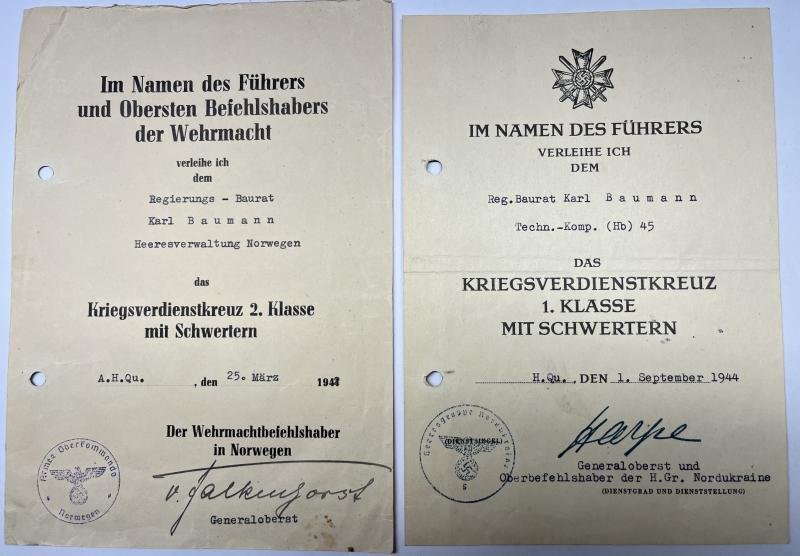 Im Namen des Führers
und Obersten Befehlshabers
der Wehrmacht
verleihe ich
dem
Regierungs - Baurat
Karl Baumann
Heeresverwaltung Norwegen
das
Kriegsverdienstkreuz 2. Klasse
mit Schwertern
A.H.Qu. , den 25. März 1942
Der Wehrmachtbefehlshaber
in Norwegen
v. Falkenhorst
Generaloberst
Armee Oberkommando
Norwegen
IM NAMEN DES FÜHRERS
VERLEIHE ICH
DEM
Reg.Baurat Karl Baumann
Techn.-Komp. (Hb) 45
DAS
KRIEGSVERDIENSTKREUZ
1. KLASSE
MIT SCHWERTERN
H.Qu. , DEN 1. September 1944
Heeresgruppe Nordukraine
(DIENSTSIEGEL)
Harpe
Generaloberst und
Oberbefehlshaber der H.Gr. Nordukraine
(DIENSTGRAD UND DIENSTSTELLUNG)